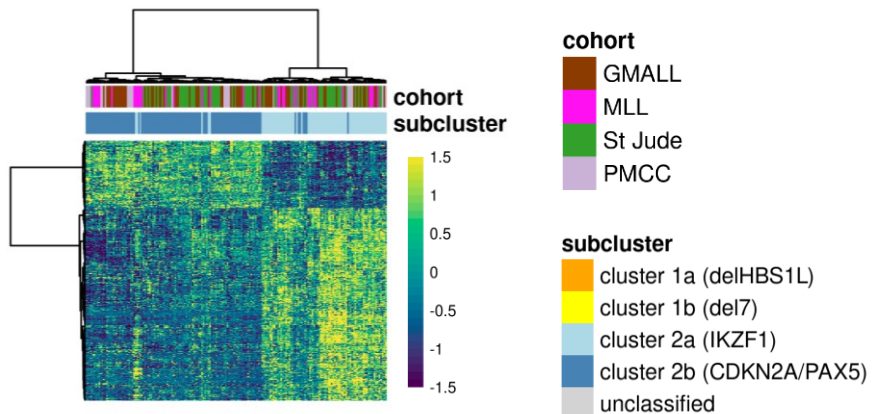 cohort
subcluster
1.5
1
0.5
0
-0.5
-1
-1.5
cohort
GMALL
MLL
St Jude
PMCC
subcluster
cluster 1a (delHBS1L)
cluster 1b (del7)
cluster 2a (IKZF1)
cluster 2b (CDKN2A/PAX5)
unclassified